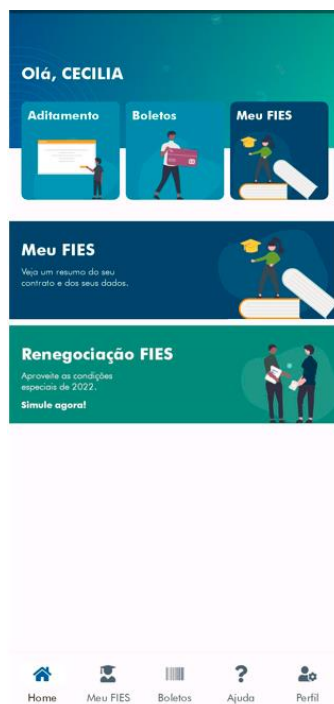 Olá, CECILIA
Aditamento
Boletos
Meu FIES
Meu FIES
Veja um resumo do seu
contrato e dos seus dados.
Renegociação FIES
Aproveite as condições
especiais de 2022.
Simule agora!
Home
Meu FIES
Boletos
Ajuda
Perfil